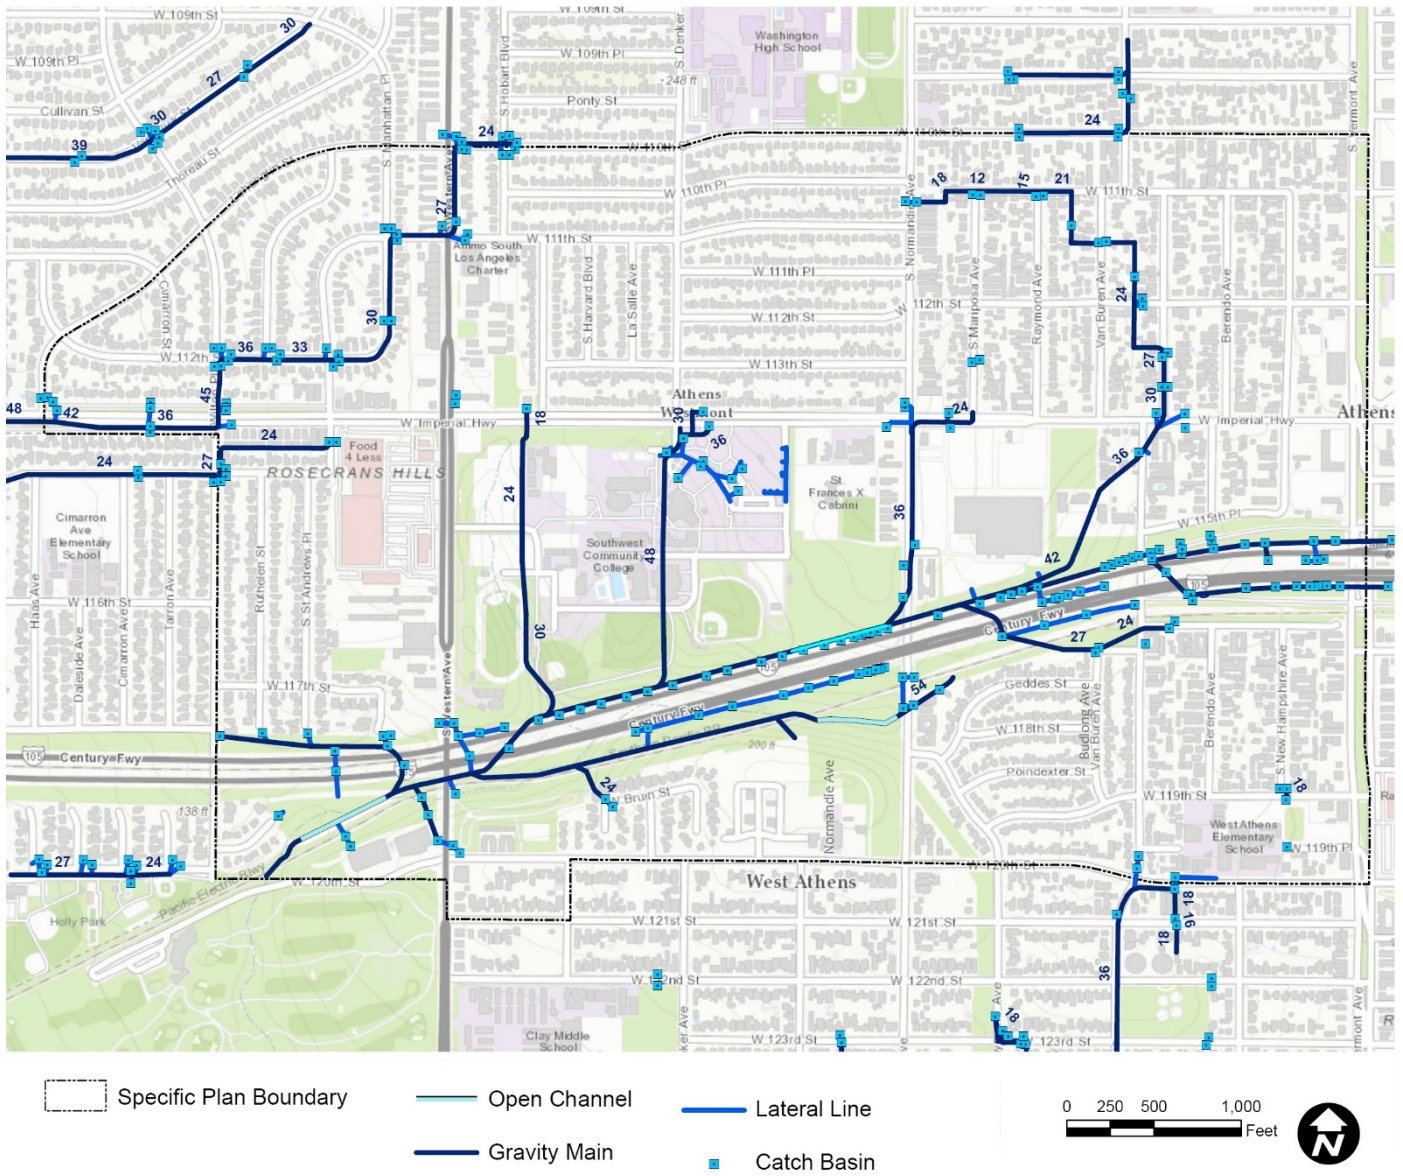 W 109th St
W 109th St
30
W 109th Pl
W 109th Pl
27
S Denker
Washington
High School
248 ft
S Hobart Blvd
Ponty St
Cullivan St
30
39
S Manhattan Pl
24
24
S Vermont Ave
Thoreau St
W 110th St
W 110th Pl
18
12
15
21
W 111th St
27
S Normandie Ave
W 111th St
Animo South
Los Angeles
Charter
W 111th Pl
24
S Harvard Blvd
La Salle Ave
S Mariposa Ave
Raymond Ave
Van Buren Ave
Berendo Ave
Cimarron St
30
W 112th St
W 112th St
36
33
W 112th St
27
W 113th St
45
30
48
42
36
Athens
Westmont
18
30
24
W Imperial Hwy
W Imperial Hwy
Athens
24
36
36
Food
4 Less
ROSECRANS HILLS
24
27
24
St.
Frances X
Cabrini
36
W 115th Pl
Cimarron
Ave
Elementary
School
Southwest
Community
College
48
42
105
Haas Ave
W 116th St
Ruthelen St
S St Andrews Pl
Tarron Ave
Daleside Ave
Cimarron Ave
30
Century Fwy
27
24
W 117th St
105
Century Fwy
54
Geddes St
S New Hampshire Ave
Berendo Ave
Budlong Ave
Van Buren Ave
W 118th St
105
Century Fwy
200 ft
Poindexter St
24
W Bruin St
Normandie Ave
138 ft
W 119th St
18
West Athens
Elementary
School
W 119th Pl
27
24
Pacific Electric Bkwy
W 120th St
W 120th St
West Athens
Holly Park
W 121st St
W 121st St
18
16
18
36
W 122nd St
W 122nd St
18
Clay Middle
School
W 123rd St
W 123rd St
Specific Plan Boundary
Open Channel
Lateral Line
Gravity Main
Catch Basin
0 250 500 1,000
Feet
N